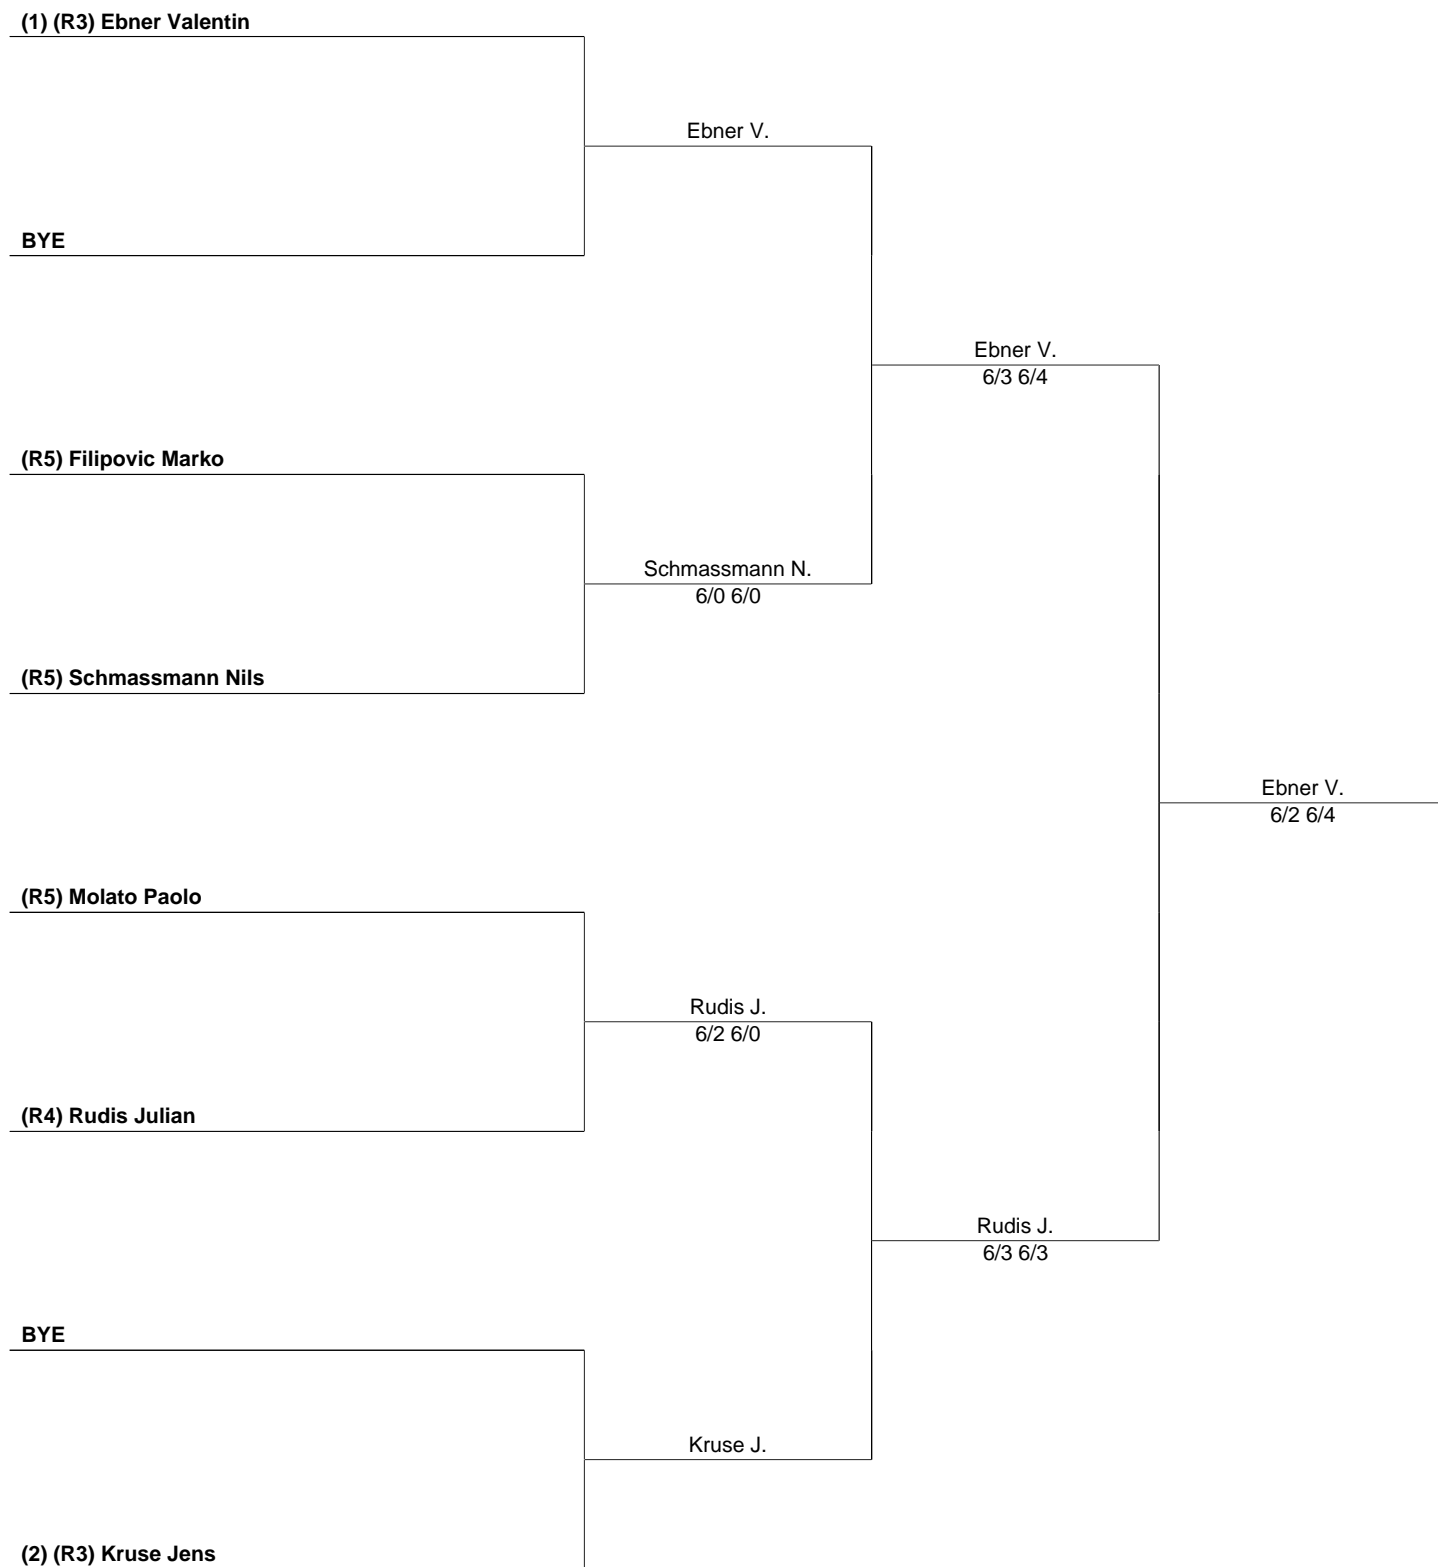 (1) (R3) Ebner Valentin
Ebner V.
BYE
Ebner V.
6/3 6/4
(R5) Filipovic Marko
Schmassmann N.
6/0 6/0
(R5) Schmassmann Nils
Ebner V.
6/2 6/4
(R5) Molato Paolo
Rudis J.
6/2 6/0
(R4) Rudis Julian
Rudis J.
6/3 6/3
BYE
Kruse J.
(2) (R3) Kruse Jens